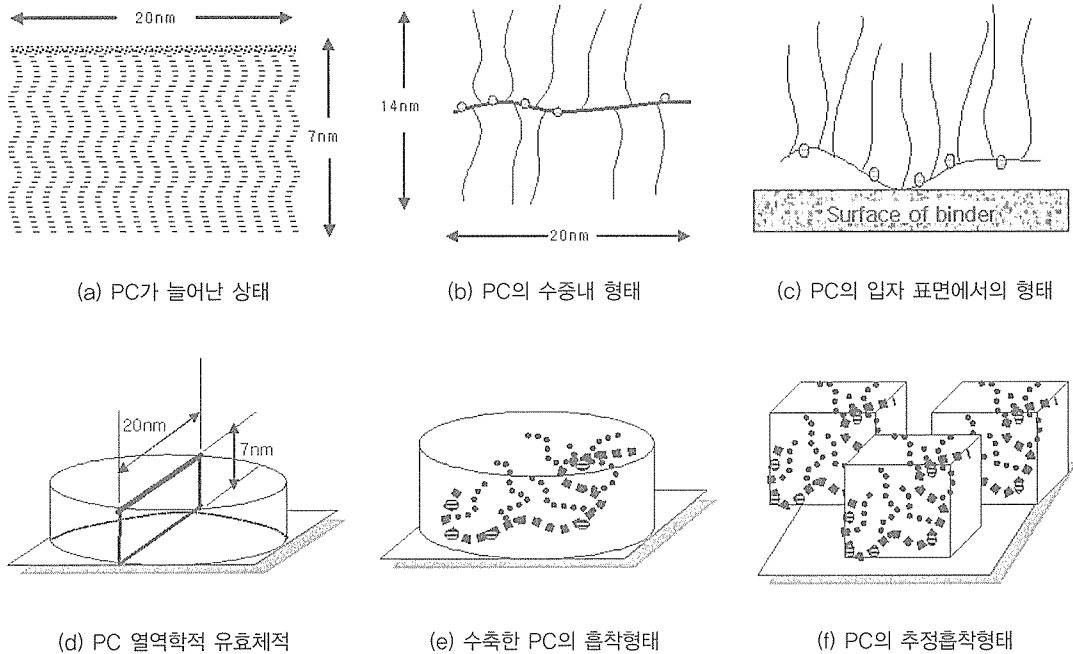 20nm
7nm
(a) PC가 늘어난 상태
14nm
20nm
(b) PC의 수중내 형태
Surface of binder
(c) PC의 입자 표면에서의 형태
20nm
7nm
(d) PC 열역학적 유효체적
(e) 수축한 PC의 흡착형태
(f) PC의 추정흡착형태